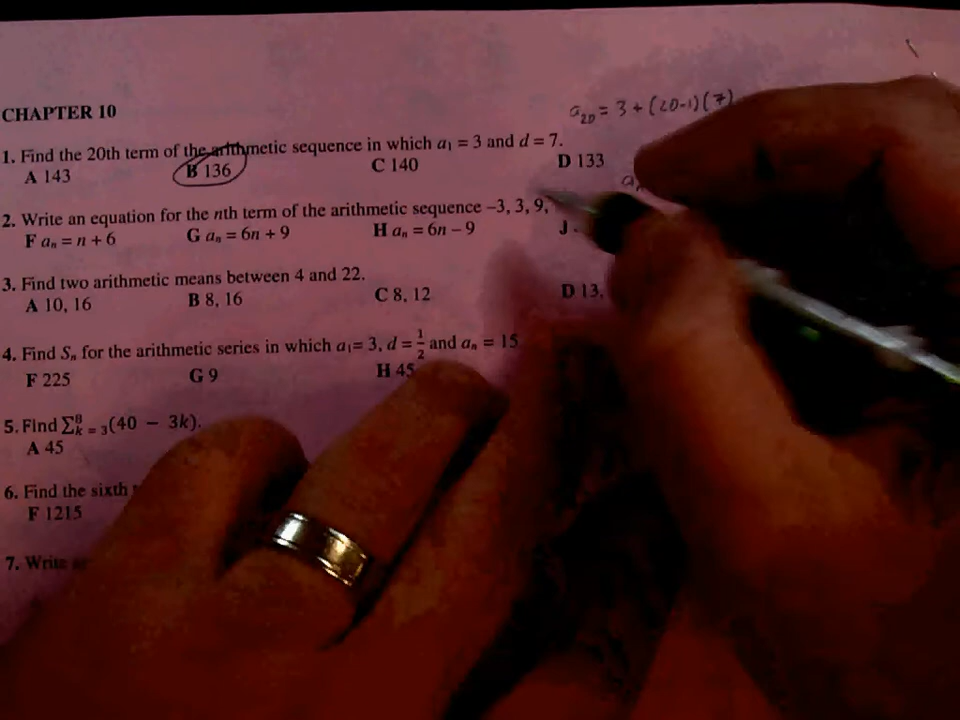 CHAPTER 10
a₂₀ = 3 + (20-1)(7)
1. Find the 20th term of the arithmetic sequence in which a₁ = 3 and d = 7.
A 143 B 136 C 140 D 133
2. Write an equation for the nth term of the arithmetic sequence −3, 3, 9,
F aₙ = n + 6 G aₙ = 6n + 9 H aₙ = 6n − 9 J
3. Find two arithmetic means between 4 and 22.
A 10, 16 B 8, 16 C 8, 12 D 13,
4. Find Sₙ for the arithmetic series in which a₁= 3, d = 1/2 and aₙ = 15
F 225 G 9 H 45
5. Find Σ⁸ₖ₌₃(40 − 3k).
A 45
6. Find the sixth
F 1215
7. Write